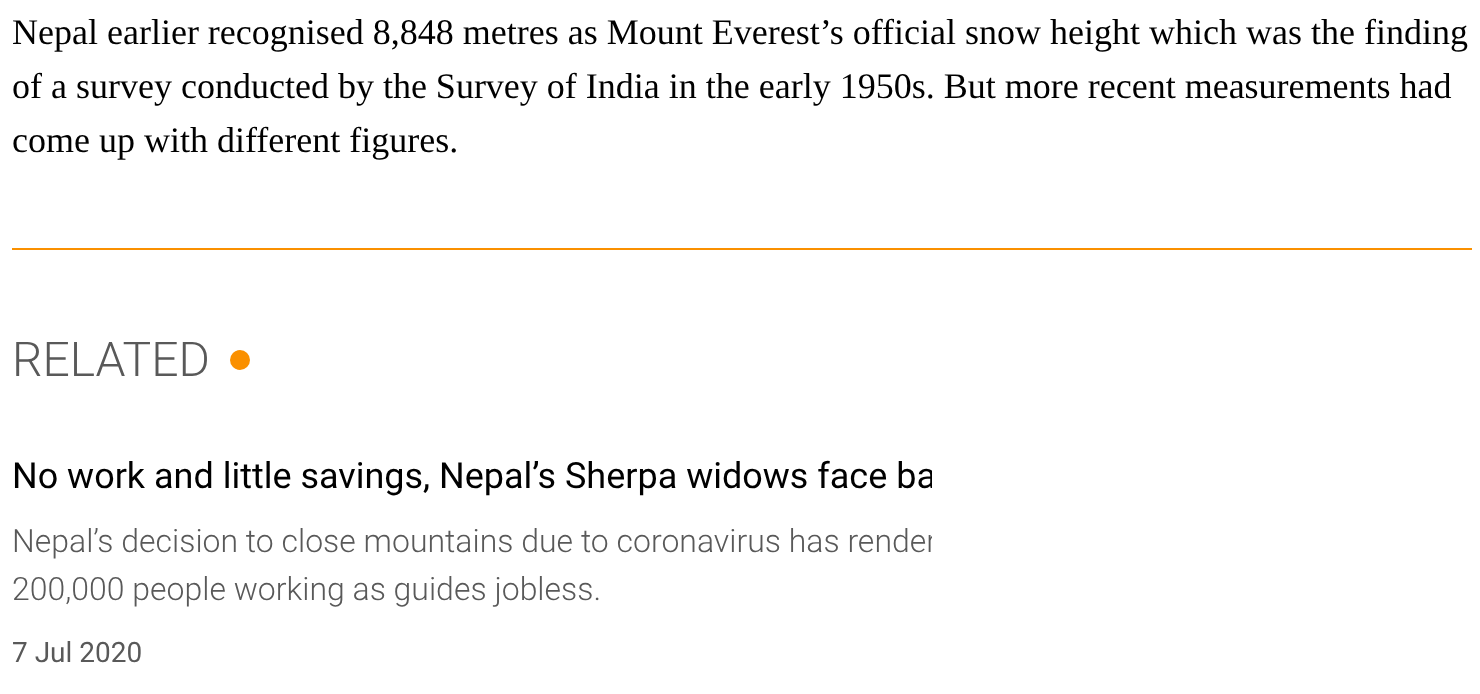 Nepal earlier recognised 8,848 metres as Mount Everest’s official snow height which was the finding
of a survey conducted by the Survey of India in the early 1950s. But more recent measurements had
come up with different figures.
RELATED
No work and little savings, Nepal’s Sherpa widows face
Nepal’s decision to close mountains due to coronavirus has
200,000 people working as guides jobless.
7 Jul 2020